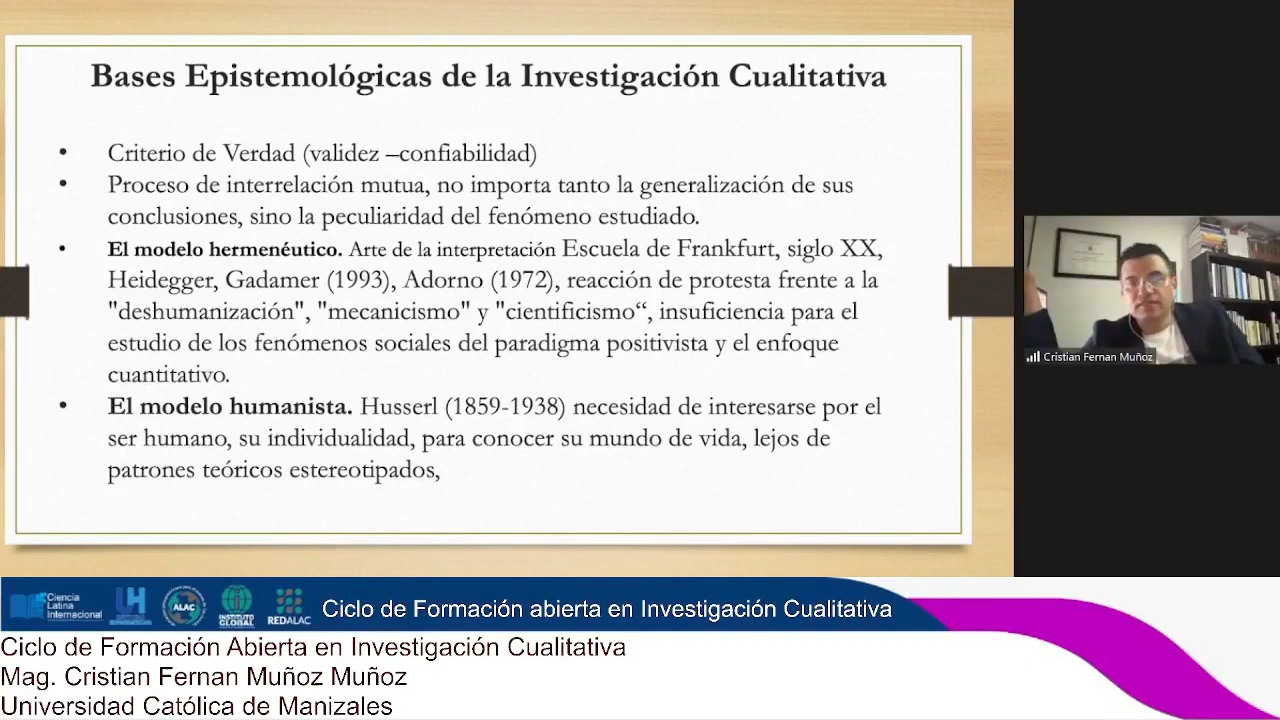 Bases Epistemológicas de la Investigación Cualitativa
• Criterio de Verdad (validez –confiabilidad)
• Proceso de interrelación mutua, no importa tanto la generalización de sus
conclusiones, sino la peculiaridad del fenómeno estudiado.
• El modelo hermenéutico. Arte de la interpretación Escuela de Frankfurt, siglo XX,
Heidegger, Gadamer (1993), Adorno (1972), reacción de protesta frente a la
"deshumanización", "mecanicismo" y "cientificismo“, insuficiencia para el
estudio de los fenómenos sociales del paradigma positivista y el enfoque
cuantitativo.
• El modelo humanista. Husserl (1859-1938) necesidad de interesarse por el
ser humano, su individualidad, para conocer su mundo de vida, lejos de
patrones teóricos estereotipados,
Cristian Fernan Muñoz
Ciencia
Latina
Internacional
UH
ALAC
INSTITUTO
GLOBAL
REDALAC
Ciclo de Formación abierta en Investigación Cualitativa
Ciclo de Formación Abierta en Investigación Cualitativa
Mag. Cristian Fernan Muñoz Muñoz
Universidad Católica de Manizales